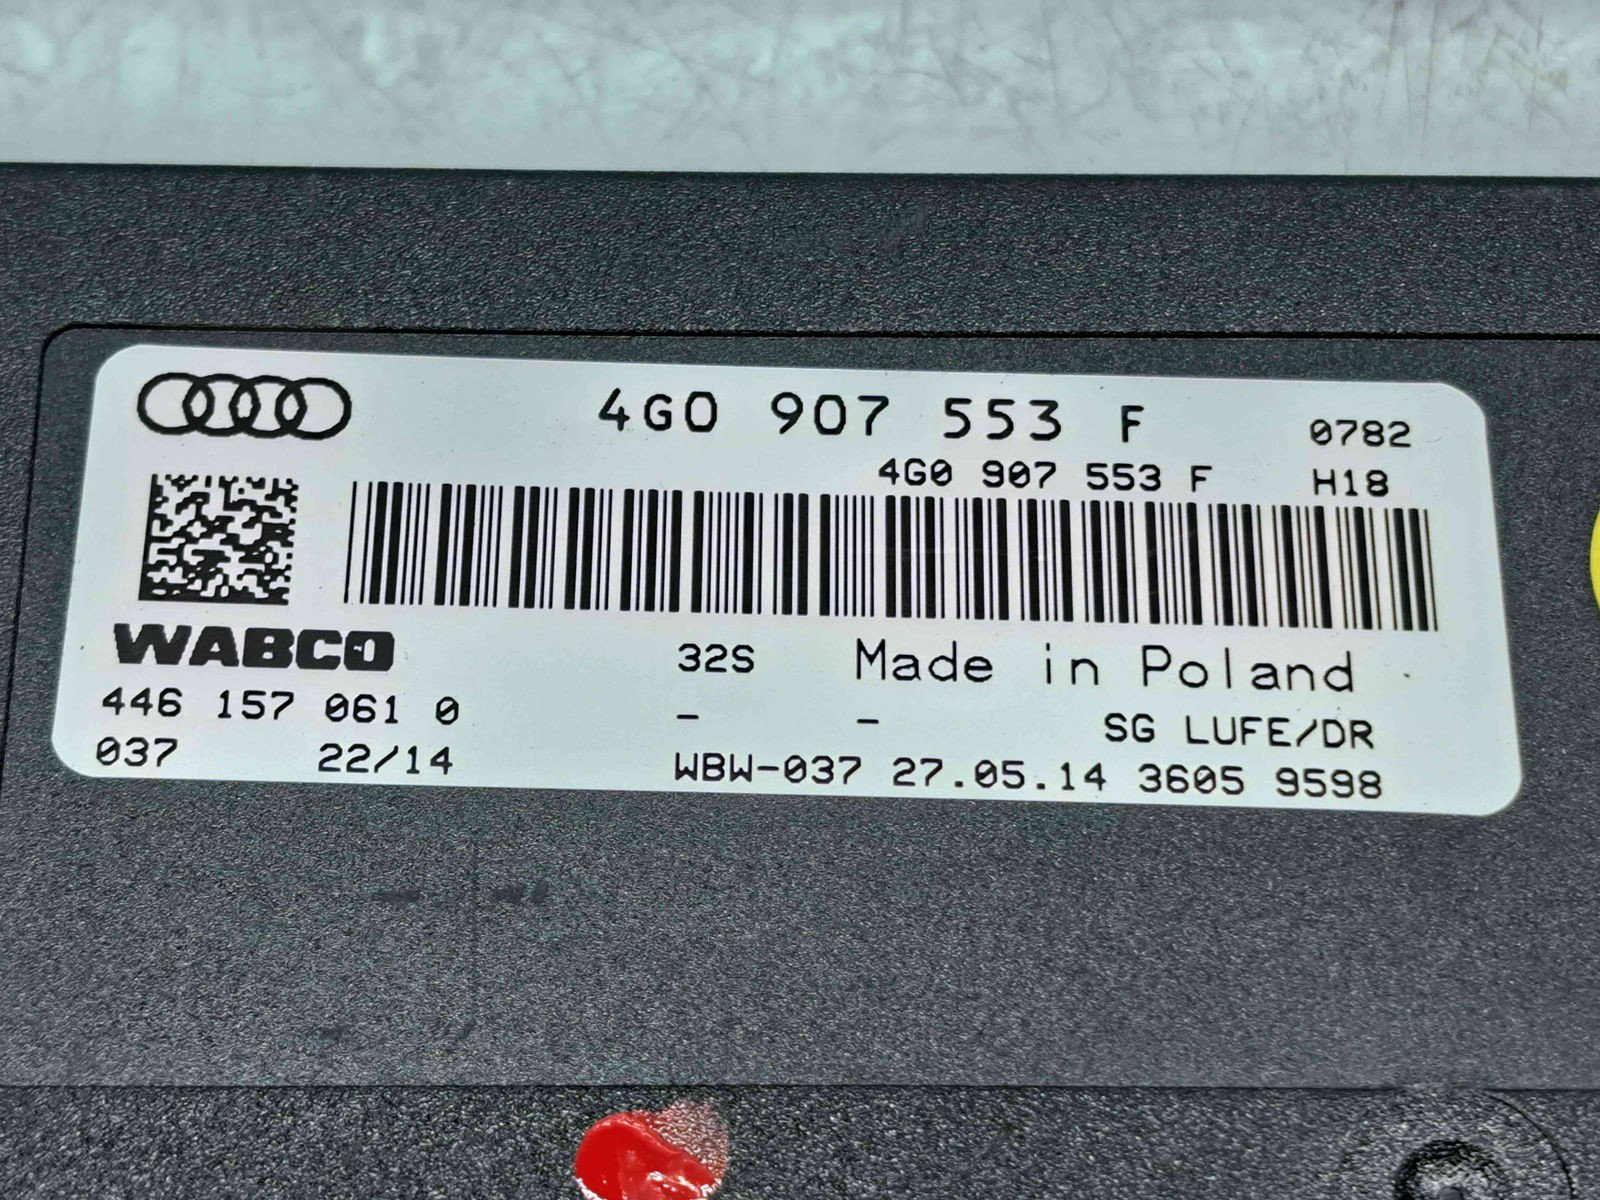 4G0 907 553 F 0782
4G0 907 553 F H18
WABCO 32S Made in Poland
446 157 061 0 - - SG LUFE/DR
037 22/14 WBW-037 27.05.14 3605 9598